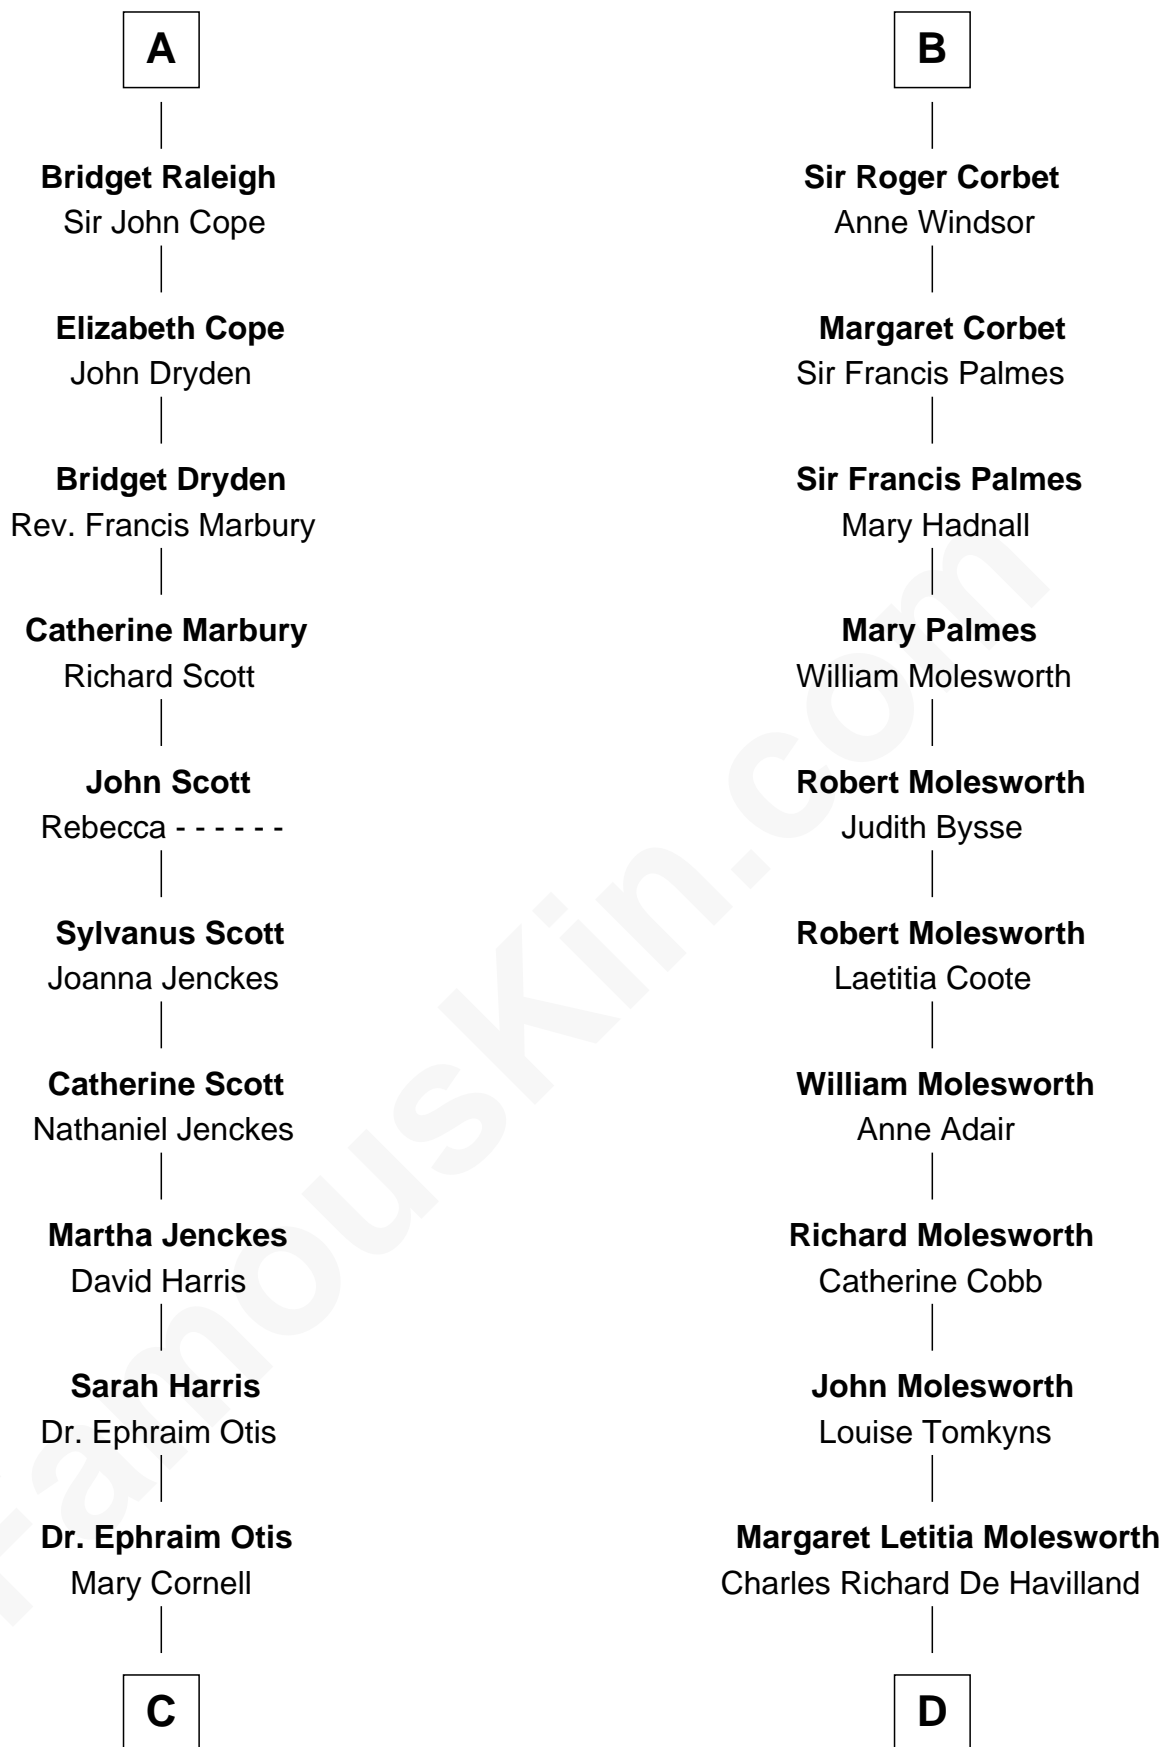 A
Bridget Raleigh
Sir John Cope
Elizabeth Cope
John Dryden
Bridget Dryden
Rev. Francis Marbury
Catherine Marbury
Richard Scott
John Scott
Rebecca - - - - - -
Sylvanus Scott
Joanna Jenckes
Catherine Scott
Nathaniel Jenckes
Martha Jenckes
David Harris
Sarah Harris
Dr. Ephraim Otis
Dr. Ephraim Otis
Mary Cornell
C
B
Sir Roger Corbet
Anne Windsor
Margaret Corbet
Sir Francis Palmes
Sir Francis Palmes
Mary Hadnall
Mary Palmes
William Molesworth
Robert Molesworth
Judith Bysse
Robert Molesworth
Laetitia Coote
William Molesworth
Anne Adair
Richard Molesworth
Catherine Cobb
John Molesworth
Louise Tomkyns
Margaret Letitia Molesworth
Charles Richard De Havilland
D
FamousKin.com